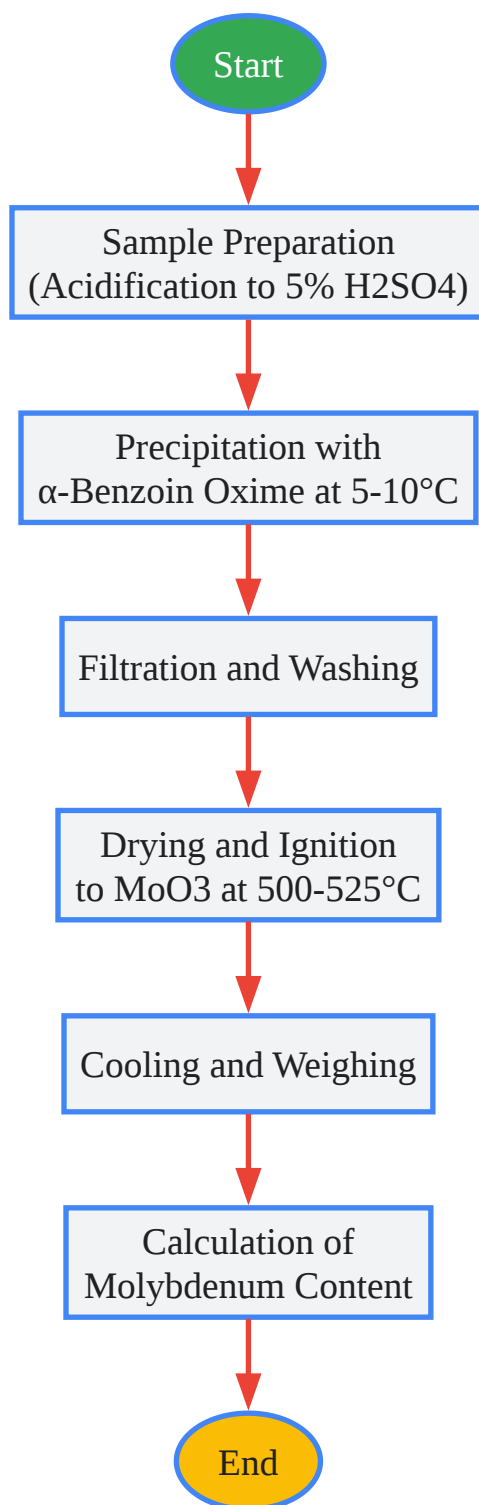 Start
Sample Preparation
(Acidification to 5% H2SO4)
Precipitation with
α-Benzoin Oxime at 5-10°C
Filtration and Washing
Drying and Ignition
to MoO3 at 500-525°C
Cooling and Weighing
Calculation of
Molybdenum Content
End